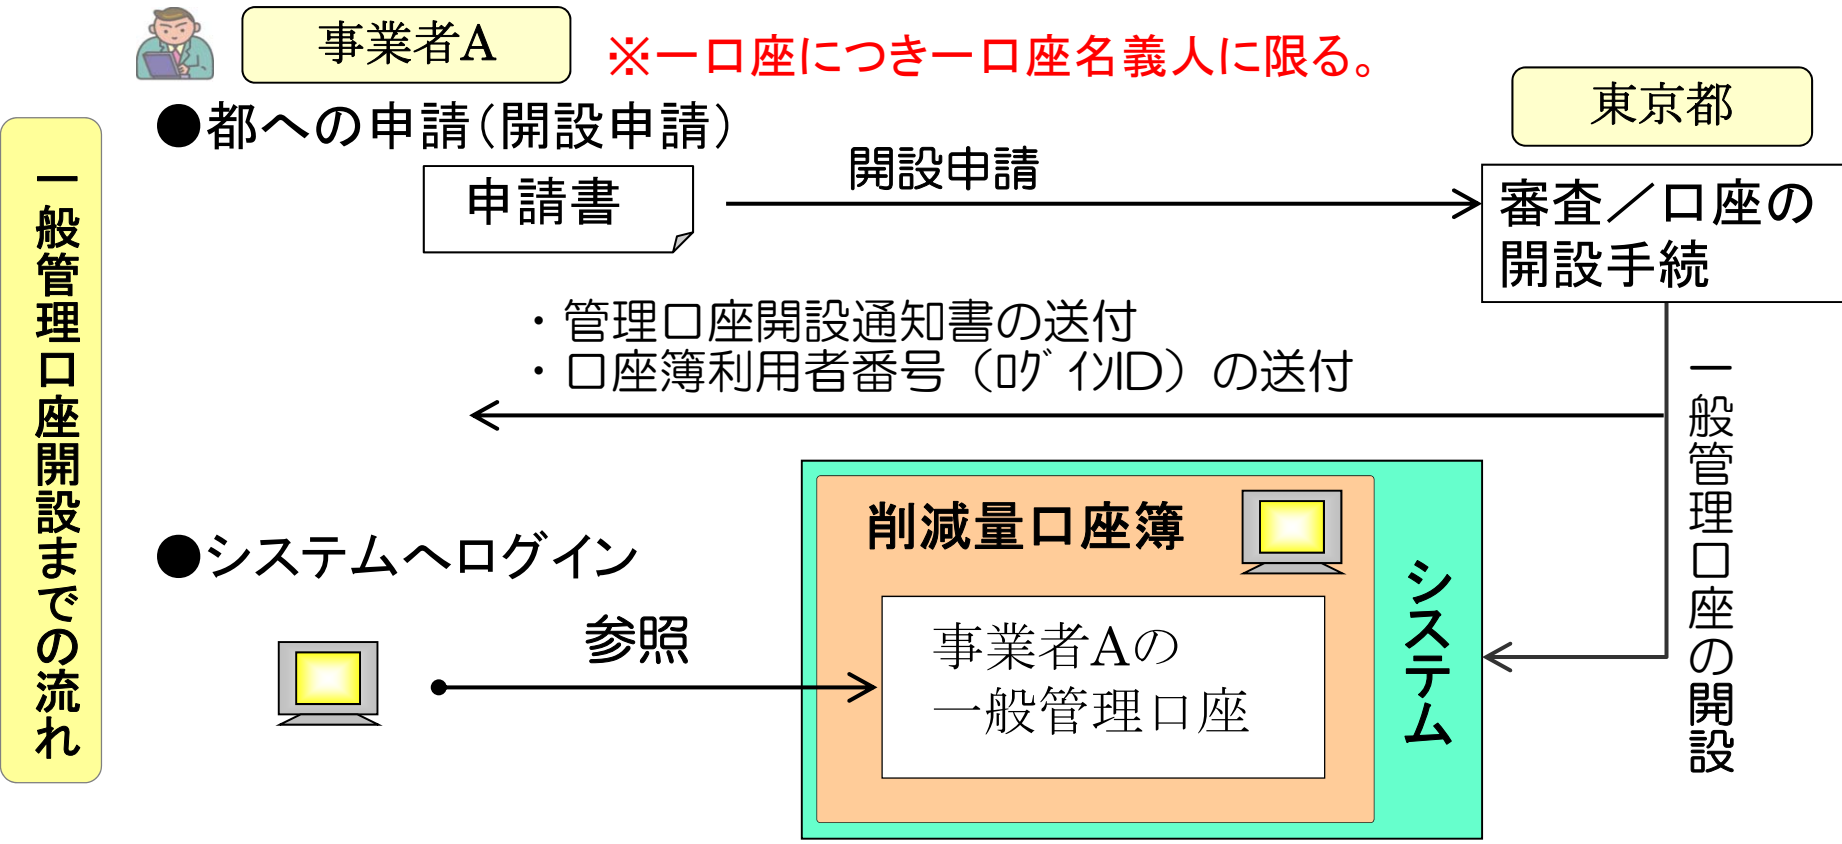 事業者A
※一口座につき一口座名義人に限る。
東京都
一般管理口座開設までの流れ
●都への申請（開設申請）
申請書
開設申請
審査／口座の
開設手続
・管理口座開設通知書の送付
・口座簿利用者番号（ﾛｸﾞｲﾝID）の送付
一般管理口座の開設
●システムへログイン
参照
削減量口座簿
事業者Aの
一般管理口座
システム